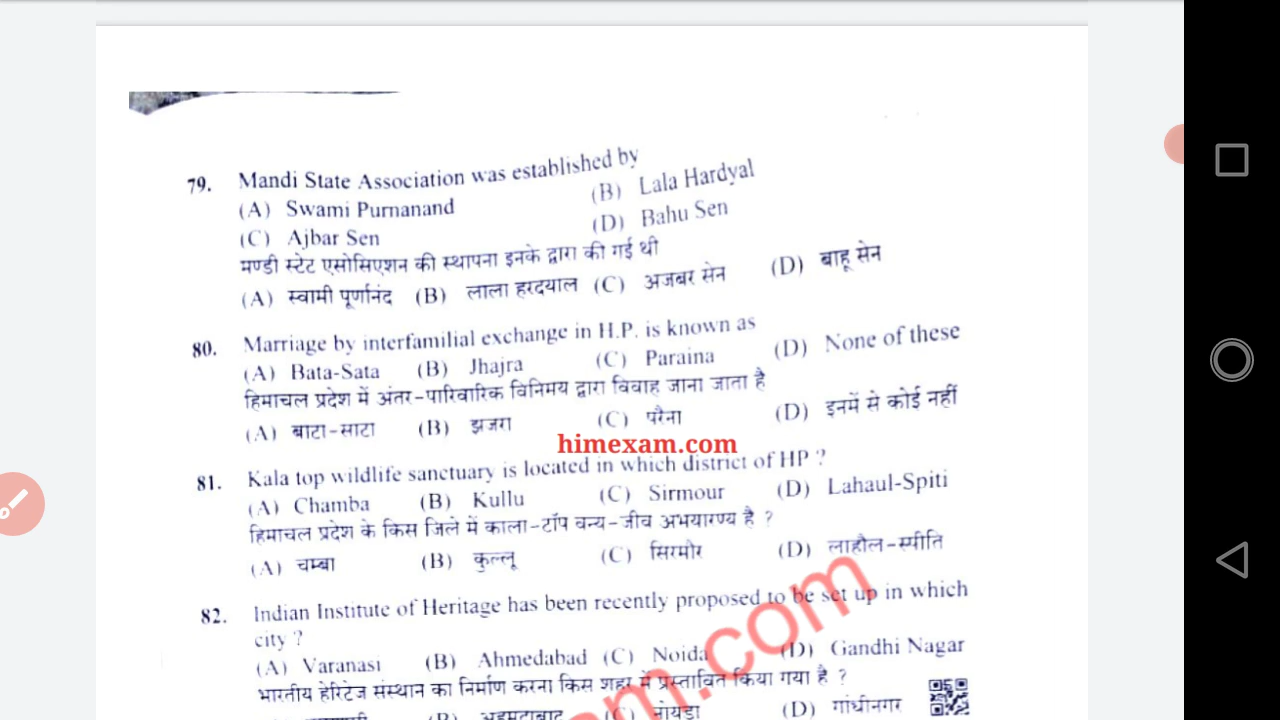 79. Mandi State Association was established by
(A) Swami Purnanand (B) Lala Hardyal
(C) Ajbar Sen (D) Bahu Sen
मण्डी स्टेट एसोसिएशन की स्थापना इनके द्वारा की गई थी
(A) स्वामी पूर्णानंद (B) लाला हरदयाल (C) अजबर सेन (D) बाहू सेन
80. Marriage by interfamilial exchange in H.P. is known as
(A) Bata-Sata (B) Jhajra (C) Paraina (D) None of these
हिमाचल प्रदेश में अंतर-पारिवारिक विनिमय द्वारा विवाह जाना जाता है
(A) बाटा-साटा (B) झजरा (C) परैना (D) इनमें से कोई नहीं
himexam.com
81. Kala top wildlife sanctuary is located in which district of HP ?
(A) Chamba (B) Kullu (C) Sirmour (D) Lahaul-Spiti
हिमाचल प्रदेश के किस जिले में काला-टॉप वन्य-जीव अभयारण्य है ?
(A) चम्बा (B) कुल्लू (C) सिरमौर (D) लाहौल-स्पीति
82. Indian Institute of Heritage has been recently proposed to be set up in which
city ?
(A) Varanasi (B) Ahmedabad (C) Noida (D) Gandhi Nagar
भारतीय हेरिटेज संस्थान का निर्माण करना किस शहर में प्रस्तावित किया गया है ?
(B) अहमदाबाद (C) नोयडा (D) गांधीनगर
am.com